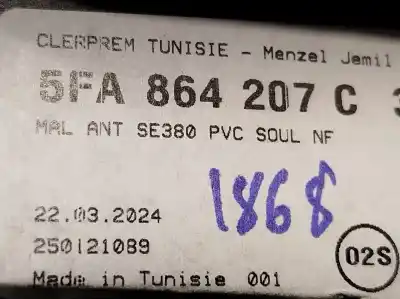 CLERPREM TUNISIE - Menzel Jemil
5FA 864 207 C
MAL ANT SE380 PVC SOUL NF
1868
22.03.2024
250121089
02S
Made in Tunisie 001